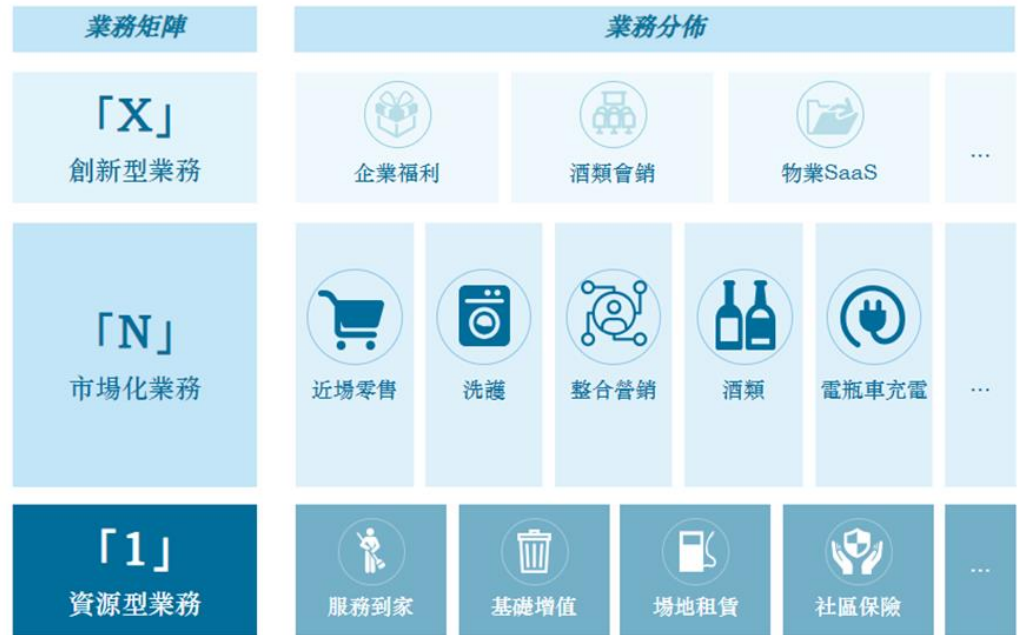 業務矩陣
業務分佈
「X」
創新型業務
企業福利
酒類會銷
物業SaaS
...
「N」
市場化業務
近場零售
洗護
整合營銷
酒類
電瓶車充電
...
「1」
資源型業務
服務到家
基礎增值
場地租賃
社區保險
...